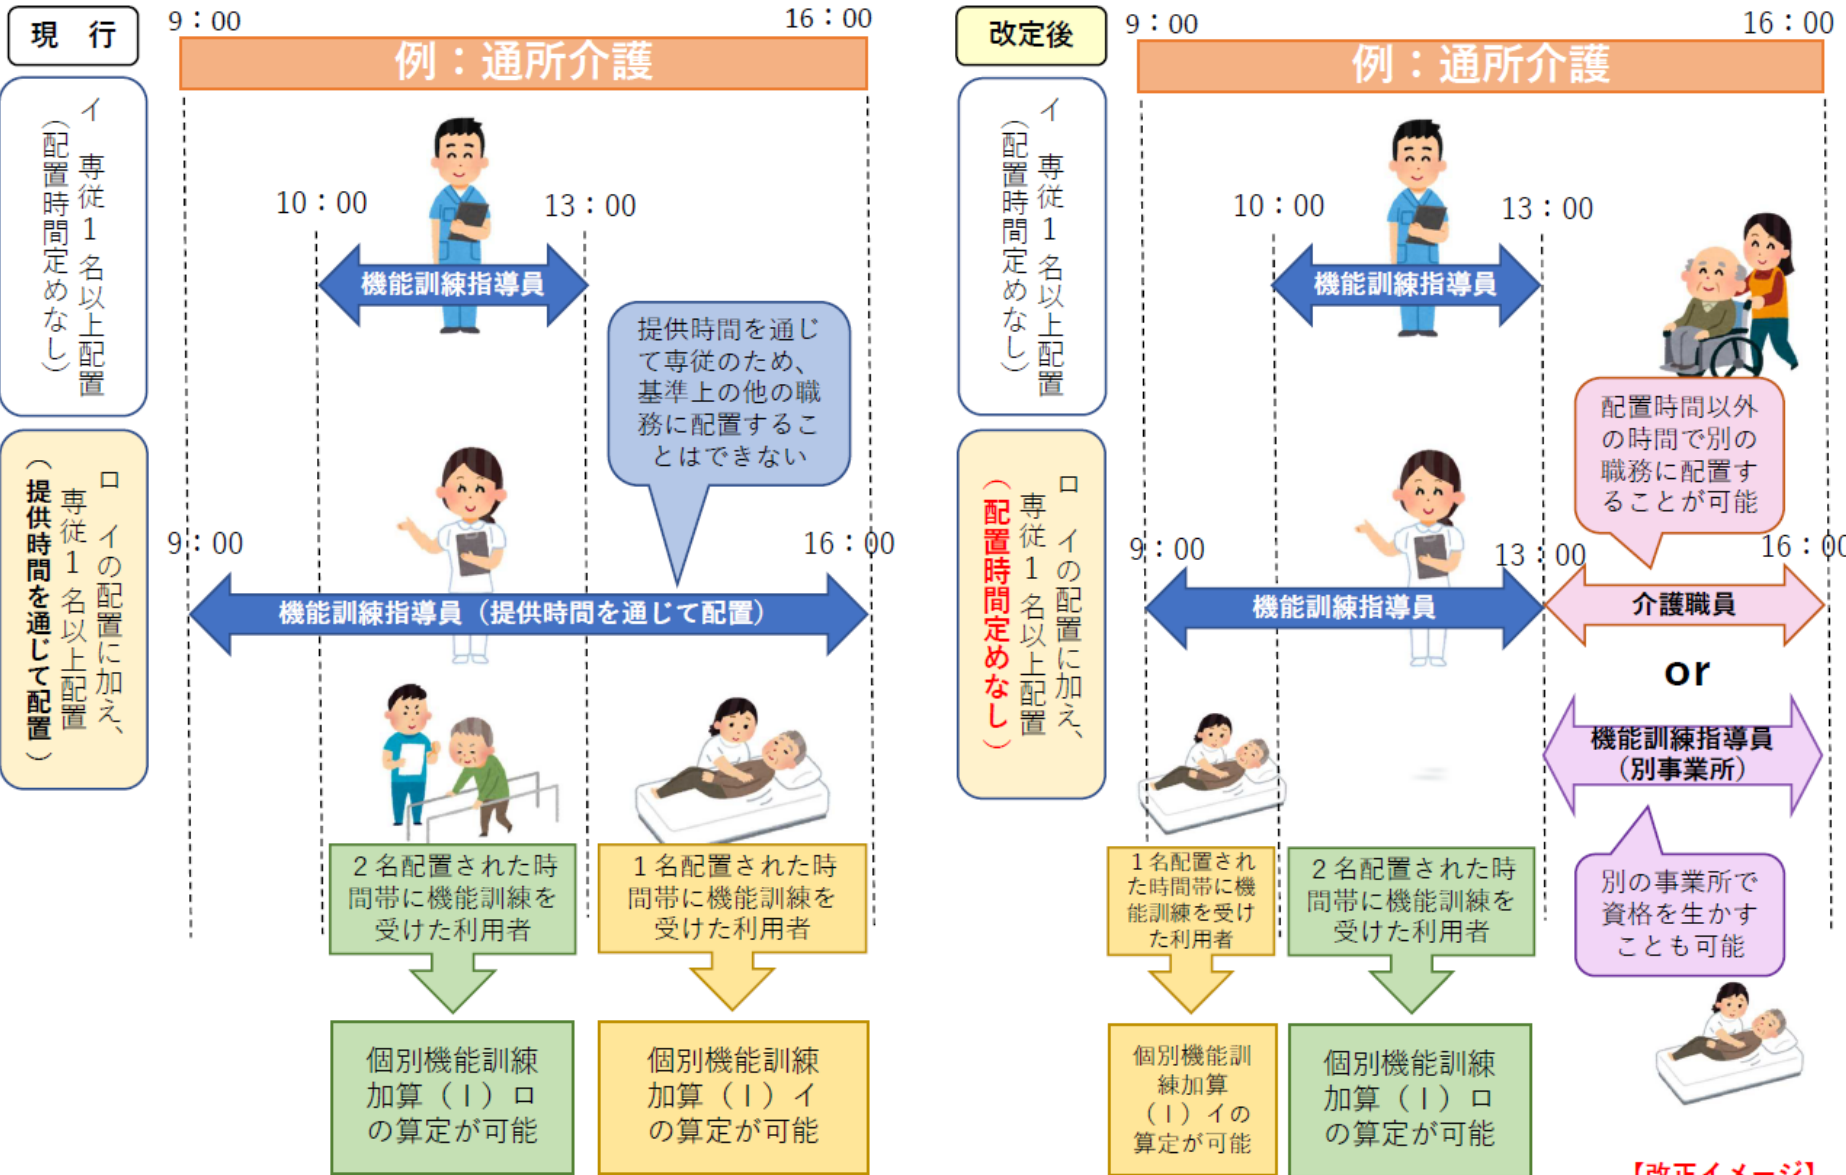 現　行
9：00
16：00
例：通所介護
イ　専従１名以上配置
（配置時間定めなし）
10：00
13：00
機能訓練指導員
提供時間を通じ
て専従のため、
基準上の他の職
務に配置するこ
とはできない
ロ　イの配置に加え、
専従１名以上配置
（提供時間を通じて配置）
9：00
16：00
機能訓練指導員（提供時間を通じて配置）
２名配置された時
間帯に機能訓練を
受けた利用者
１名配置された時
間帯に機能訓練を
受けた利用者
個別機能訓練
加算（Ⅰ）ロ
の算定が可能
個別機能訓練
加算（Ⅰ）イ
の算定が可能
改定後
9：00
16：00
例：通所介護
イ　専従１名以上配置
（配置時間定めなし）
10：00
13：00
機能訓練指導員
配置時間以外
の時間で別の
職務に配置す
ることが可能
ロ　イの配置に加え、
専従１名以上配置
（配置時間定めなし）
9：00
13：00
16：00
機能訓練指導員
介護職員
or
機能訓練指導員
（別事業所）
別の事業所で
資格を生かす
ことも可能
１名配置され
た時間帯に機
能訓練を受け
た利用者
２名配置された時
間帯に機能訓練を
受けた利用者
個別機能訓
練加算
（Ⅰ）イの
算定が可能
個別機能訓練
加算（Ⅰ）ロ
の算定が可能
【改正イメージ】